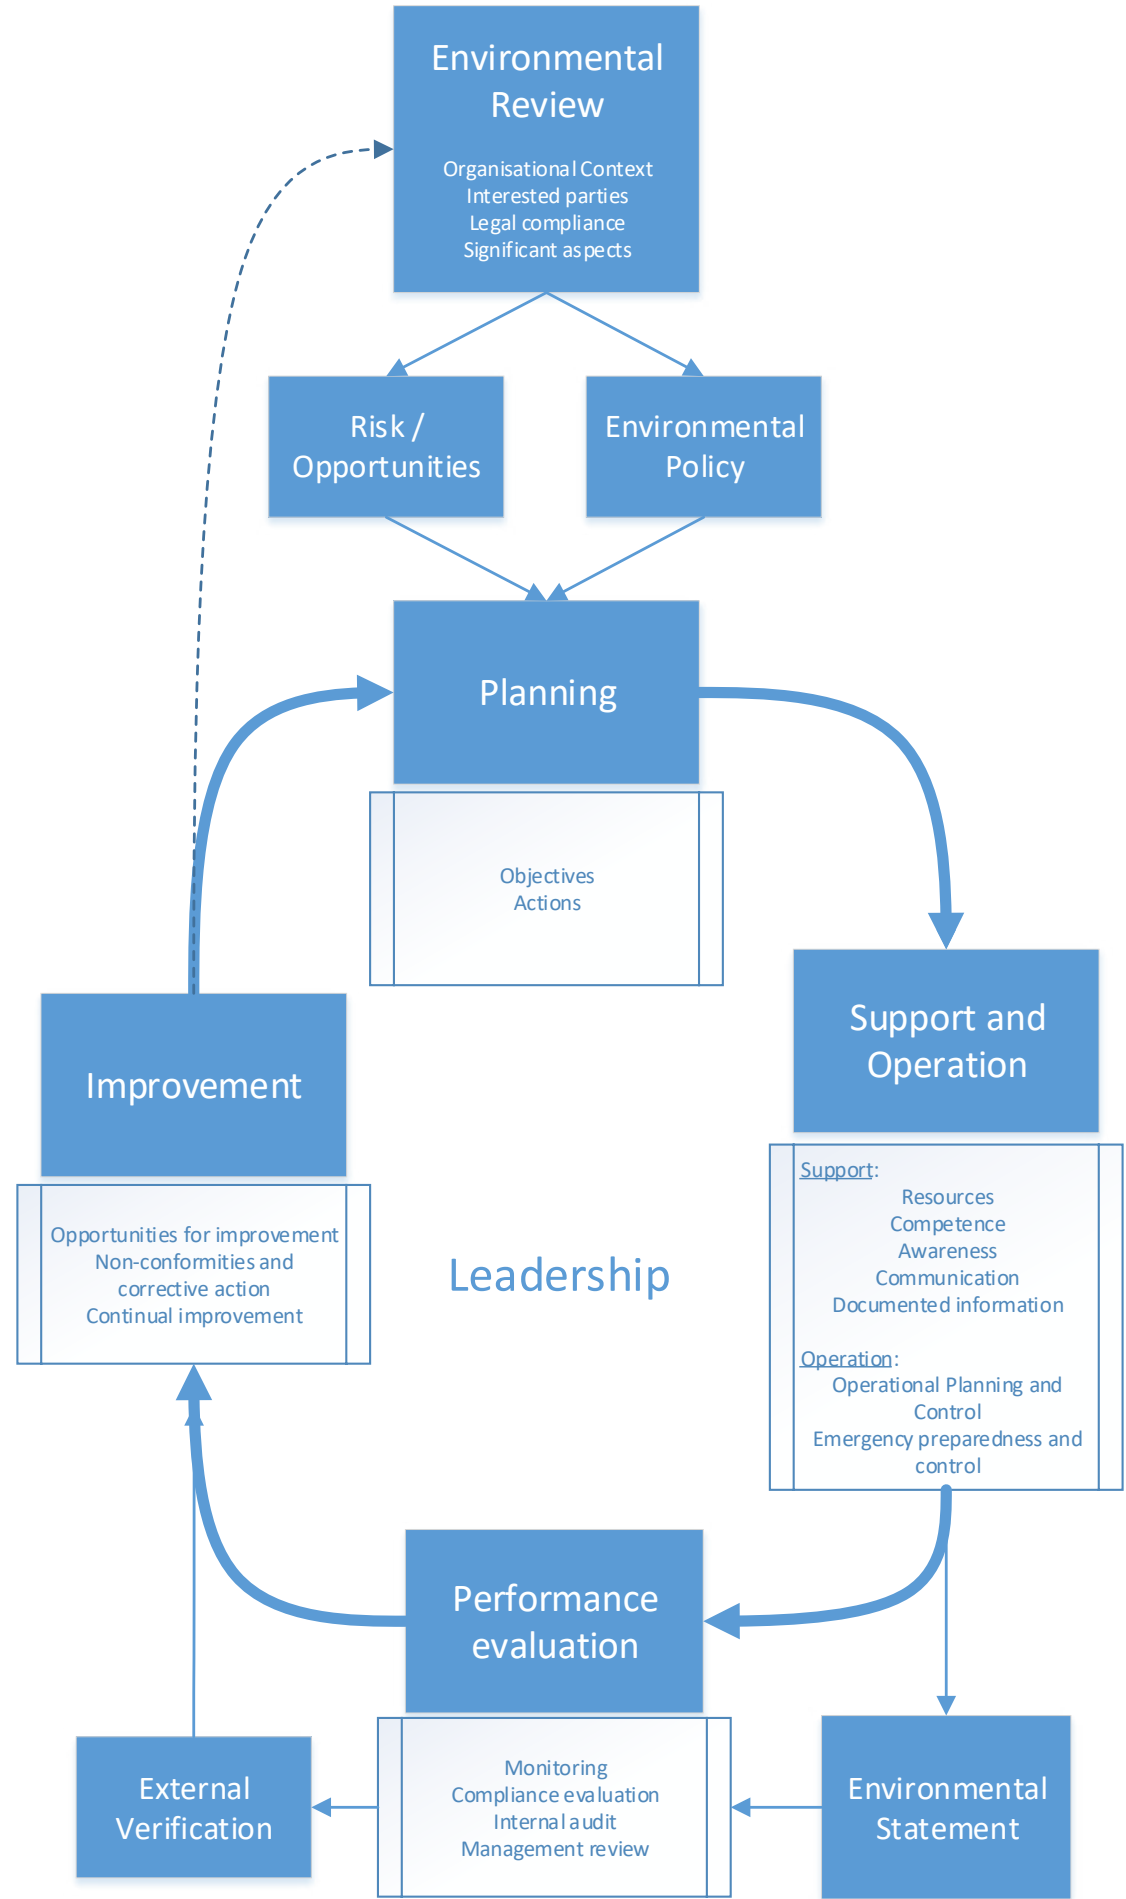 Environmental
Review
Organisational Context
Interested parties
Legal compliance
Significant aspects
Risk /
Opportunities
Environmental
Policy
Planning
Objectives
Actions
Support and
Operation
Support:
Resources
Competence
Awareness
Communication
Documented information
Operation:
Operational Planning and
Control
Emergency preparedness and
control
Improvement
Opportunities for improvement
Non-conformities and
corrective action
Continual improvement
Leadership
Performance
evaluation
Monitoring
Compliance evaluation
Internal audit
Management review
External
Verification
Environmental
Statement